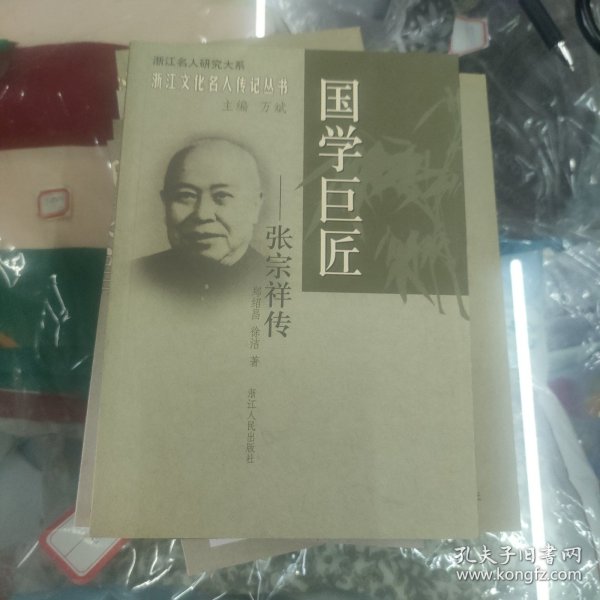 浙江名人研究大系
浙江文化名人传记丛书
主编 万斌
国学巨匠
——张宗祥传
郑绍昌 徐洁 著
浙江人民出版社
孔夫子旧书网
www.kongfz.com